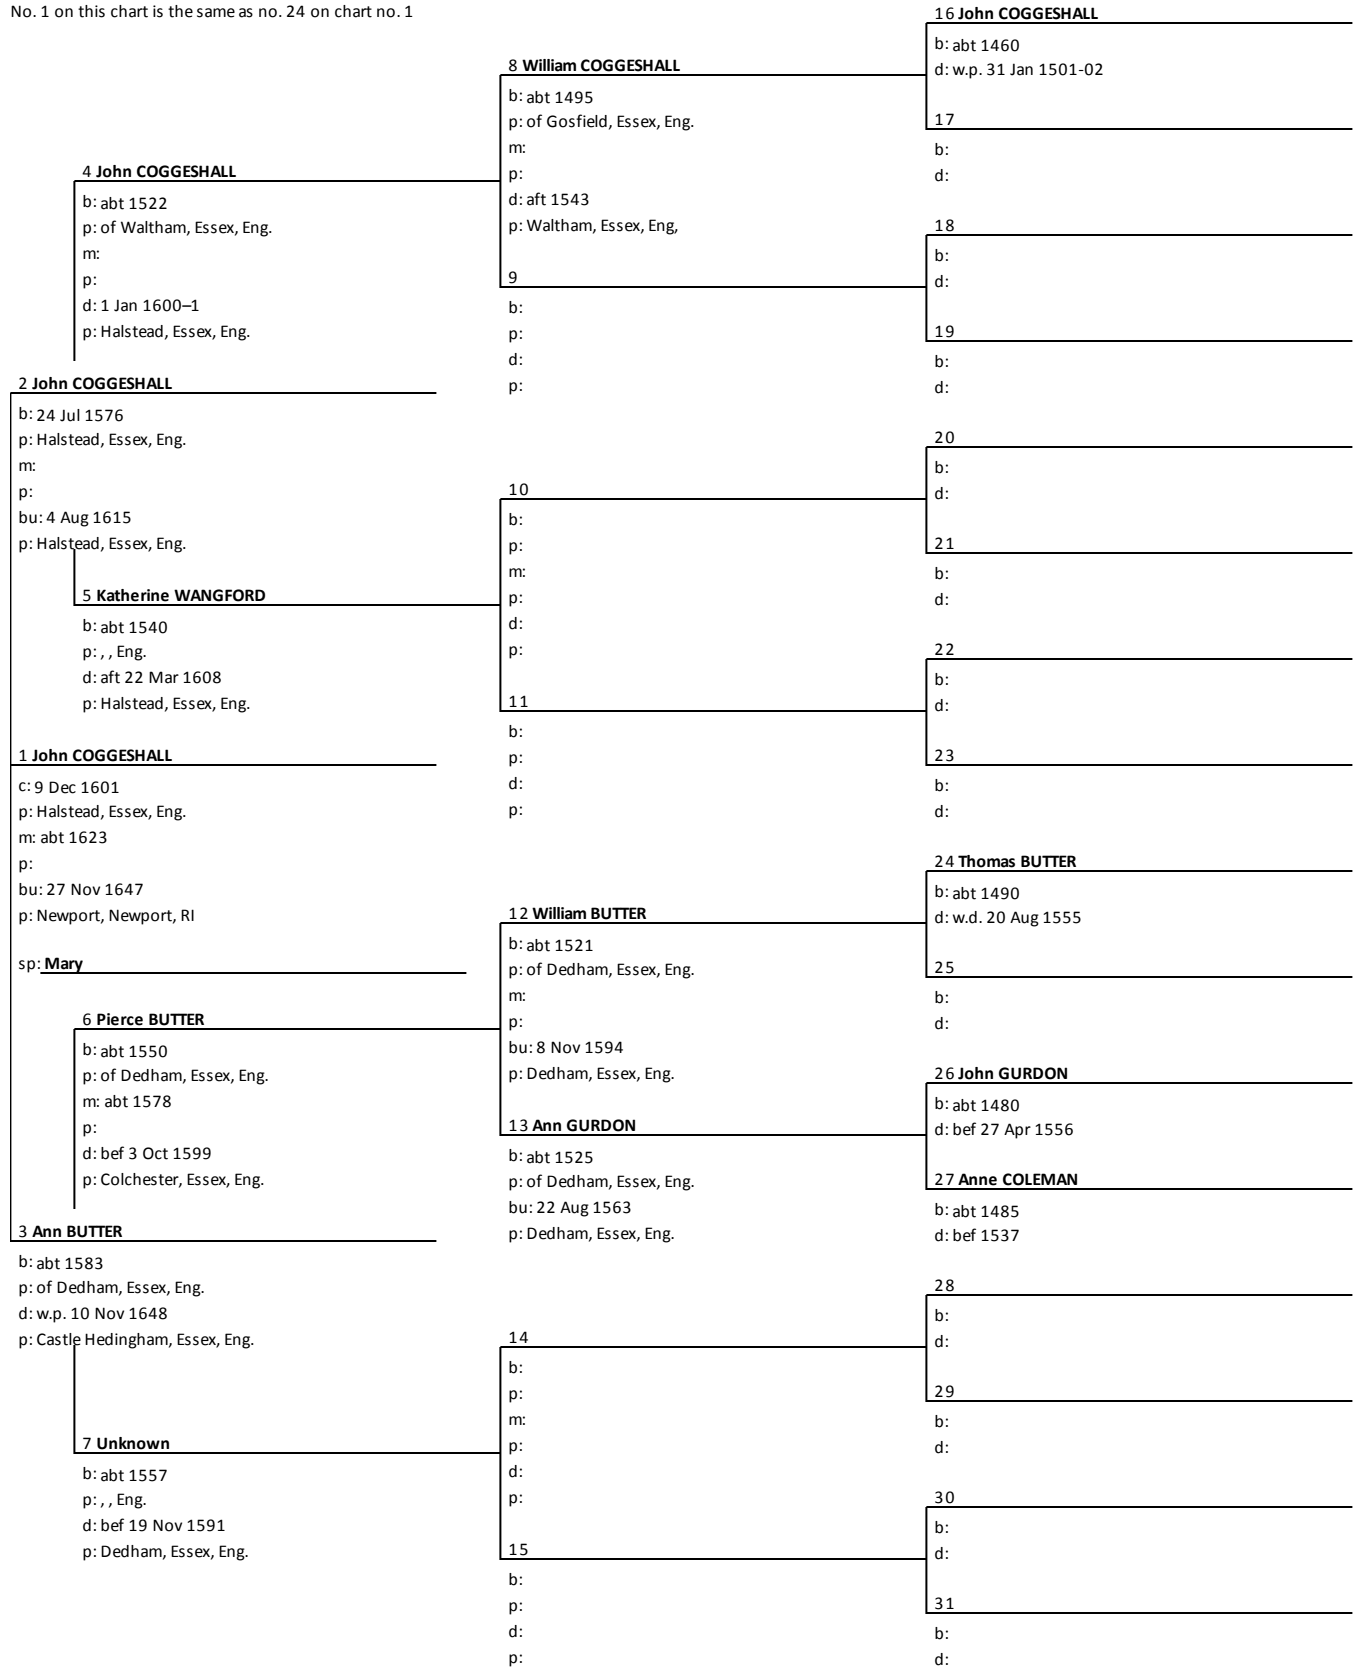 No. 1 on this chart is the same as no. 24 on chart no. 1
16 John COGGESHALL
b: abt 1460
d: w.p. 31 Jan 1501-02
8 William COGGESHALL
b: abt 1495
p: of Gosfield, Essex, Eng.
m:
p:
d: aft 1543
p: Waltham, Essex, Eng,
17
b:
d:
4 John COGGESHALL
b: abt 1522
p: of Waltham, Essex, Eng.
m:
p:
d: 1 Jan 1600–1
p: Halstead, Essex, Eng.
18
b:
d:
9
b:
p:
d:
p:
19
b:
d:
2 John COGGESHALL
b: 24 Jul 1576
p: Halstead, Essex, Eng.
m:
p:
bu: 4 Aug 1615
p: Halstead, Essex, Eng.
20
b:
d:
10
b:
p:
m:
p:
d:
p:
21
b:
d:
5 Katherine WANGFORD
b: abt 1540
p: , , Eng.
d: aft 22 Mar 1608
p: Halstead, Essex, Eng.
22
b:
d:
11
b:
p:
d:
p:
23
b:
d:
1 John COGGESHALL
c: 9 Dec 1601
p: Halstead, Essex, Eng.
m: abt 1623
p:
bu: 27 Nov 1647
p: Newport, Newport, RI
sp: Mary
24 Thomas BUTTER
b: abt 1490
d: w.d. 20 Aug 1555
12 William BUTTER
b: abt 1521
p: of Dedham, Essex, Eng.
m:
p:
bu: 8 Nov 1594
p: Dedham, Essex, Eng.
25
b:
d:
6 Pierce BUTTER
b: abt 1550
p: of Dedham, Essex, Eng.
m: abt 1578
p:
d: bef 3 Oct 1599
p: Colchester, Essex, Eng.
26 John GURDON
b: abt 1480
d: bef 27 Apr 1556
13 Ann GURDON
b: abt 1525
p: of Dedham, Essex, Eng.
bu: 22 Aug 1563
p: Dedham, Essex, Eng.
27 Anne COLEMAN
b: abt 1485
d: bef 1537
3 Ann BUTTER
b: abt 1583
p: of Dedham, Essex, Eng.
d: w.p. 10 Nov 1648
p: Castle Hedingham, Essex, Eng.
28
b:
d:
14
b:
p:
m:
p:
d:
p:
29
b:
d:
7 Unknown
b: abt 1557
p: , , Eng.
d: bef 19 Nov 1591
p: Dedham, Essex, Eng.
30
b:
d:
15
b:
p:
d:
p:
31
b:
d: